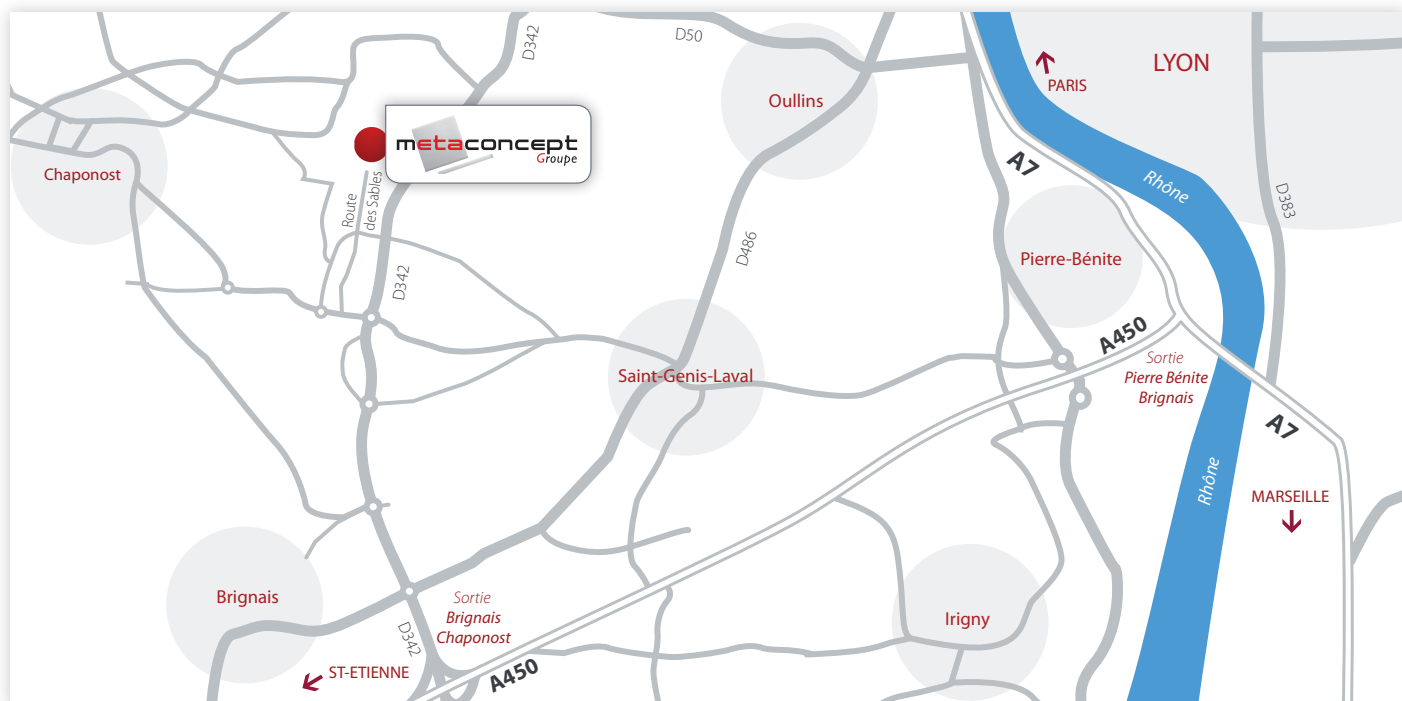 D342
D50
LYON
PARIS
Oullins
metaconcept
Groupe
A7
Chaponost
Rhône
Route
des Sables
D383
D486
Pierre-Bénite
D342
A450
Sortie
Pierre Bénite
Brignais
Saint-Genis-Laval
A7
Rhône
MARSEILLE
Brignais
Sortie
Brignais
Chaponost
Irigny
D342
ST-ETIENNE
A450